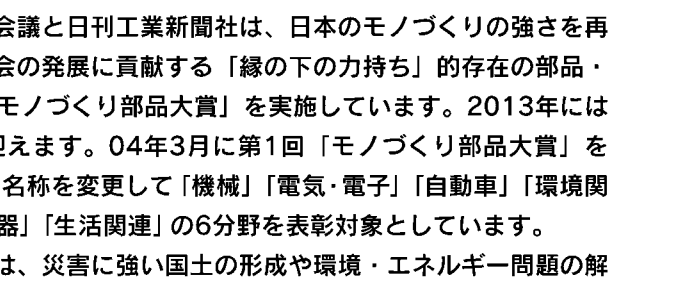 会議と日刊工業新聞社は、日本のモノづくりの強さを再
会の発展に貢献する「縁の下の力持ち」的存在の部品・
モノづくり部品大賞」を実施しています。2013年には
迎えます。04年3月に第1回「モノづくり部品大賞」を
名称を変更して「機械」「電気・電子」「自動車」「環境関
器」「生活関連」の6分野を表彰対象としています。
は、災害に強い国土の形成や環境・エネルギー問題の解